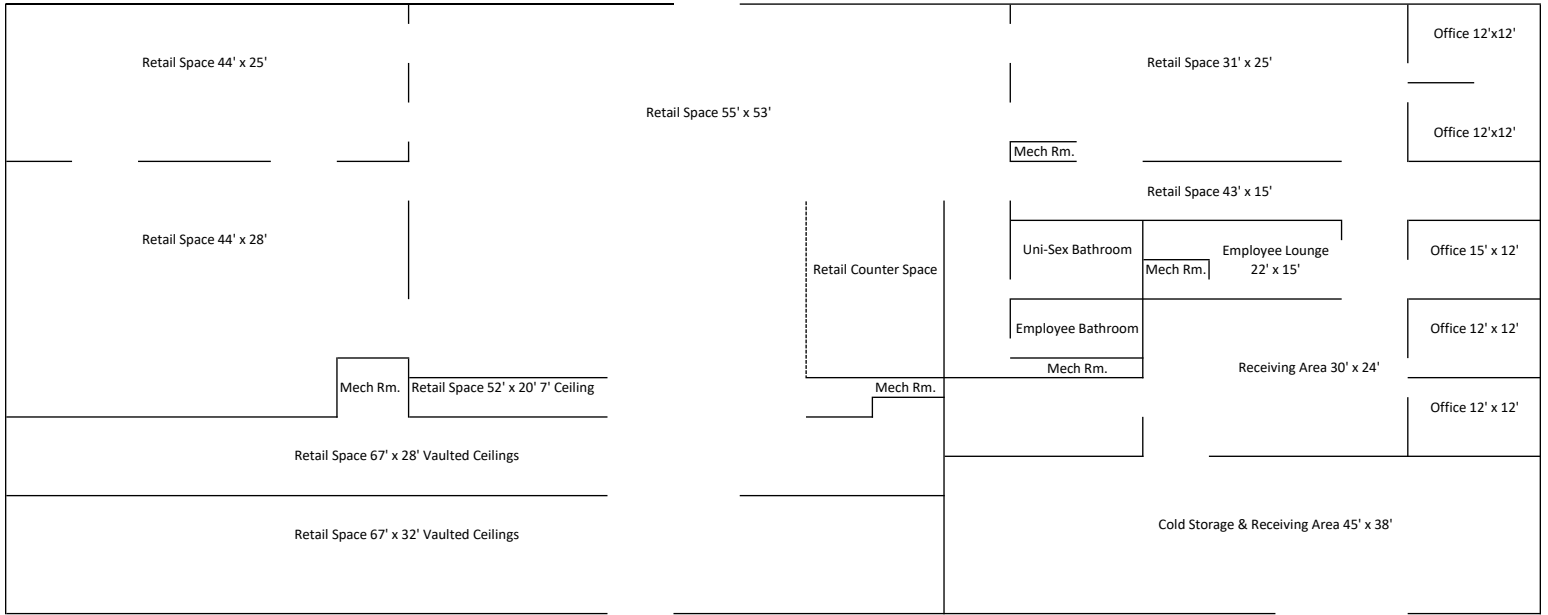 Office 12'x12'
Retail Space 44' x 25'
Retail Space 31' x 25'
Retail Space 55' x 53'
Office 12'x12'
Mech Rm.
Retail Space 43' x 15'
Retail Space 44' x 28'
Uni-Sex Bathroom
Employee Lounge
22' x 15'
Office 15' x 12'
Retail Counter Space
Mech Rm.
Employee Bathroom
Office 12' x 12'
Mech Rm.
Receiving Area 30' x 24'
Mech Rm.
Retail Space 52' x 20' 7' Ceiling
Mech Rm.
Office 12' x 12'
Retail Space 67' x 28' Vaulted Ceilings
Cold Storage & Receiving Area 45' x 38'
Retail Space 67' x 32' Vaulted Ceilings